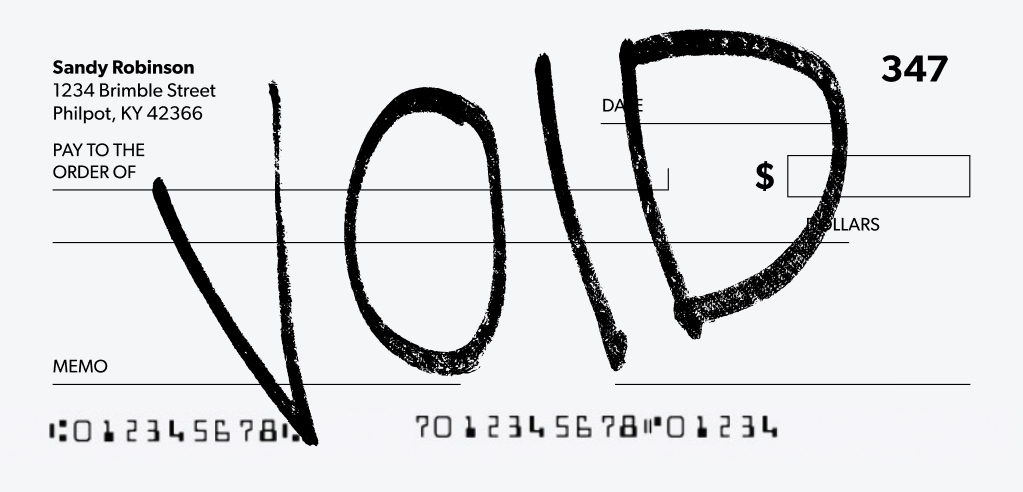 Sandy Robinson
347
1234 Brimble Street
Philpot, KY 42366
DATE
PAY TO THE
ORDER OF
$
DOLLARS
VOID
MEMO
⑆012345678⑆ 7012345678⑈01234